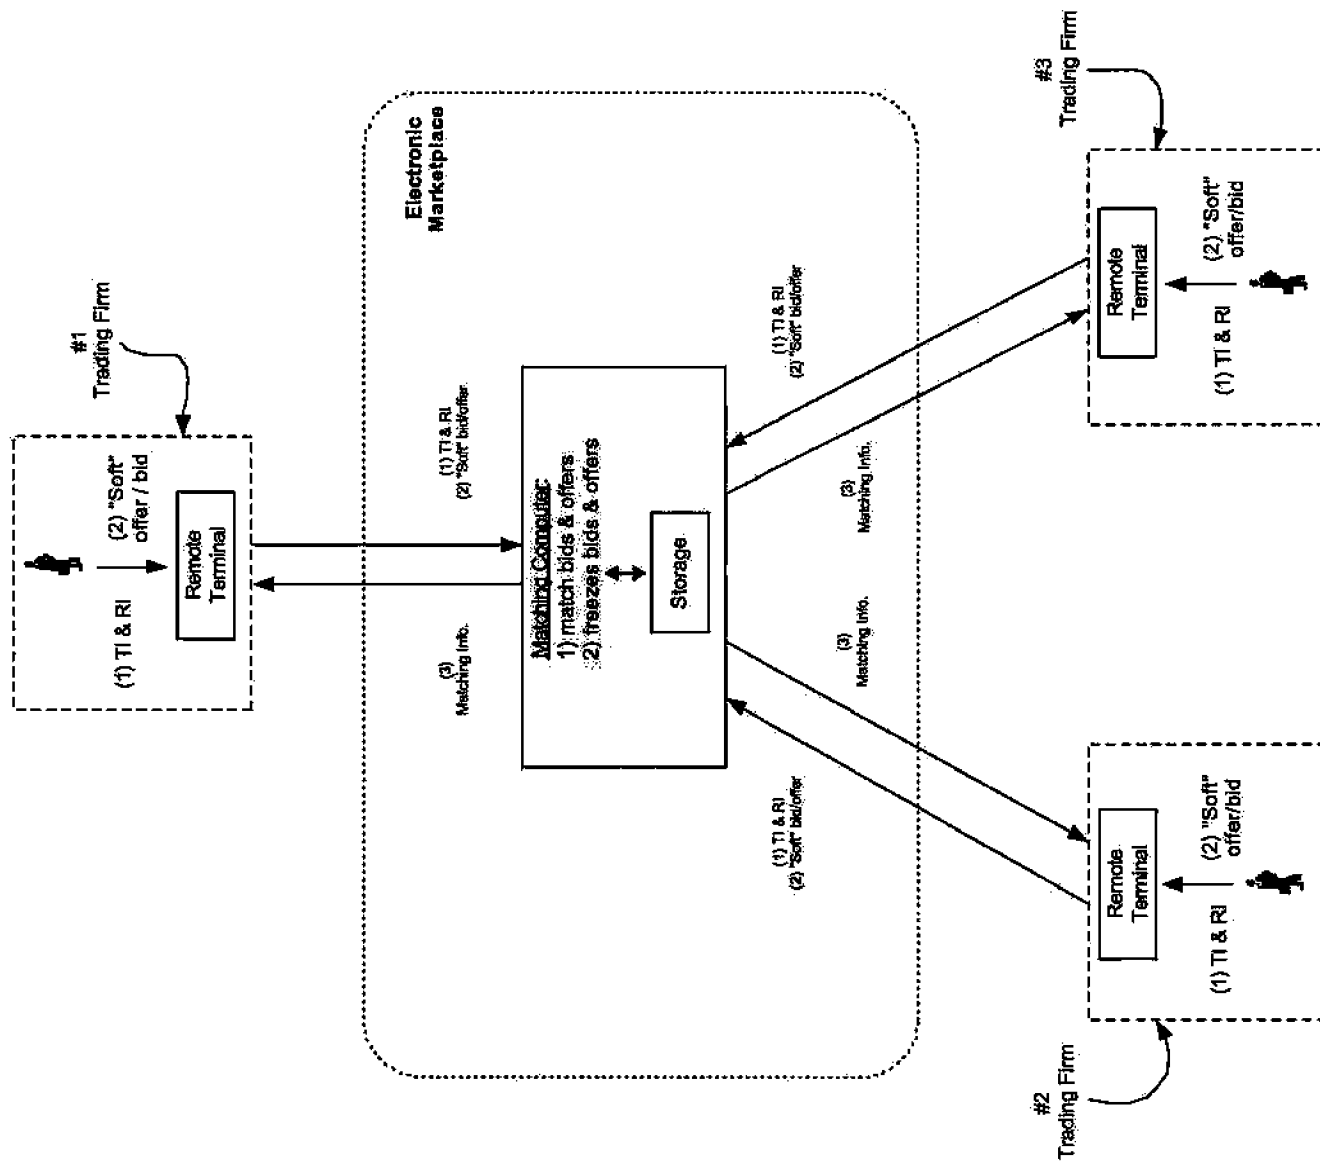 #1
Trading Firm
(2) "Soft"
offer / bid
(1) TI & RI
Remote
Terminal
Electronic
Marketplace
(1) TI & RI
(2) "Soft" bid/offer
(3)
Matching Info.
Matching Computer:
1) match bids & offers
2) freezes bids & offers
Storage
(1) TI & RI
(2) "Soft" bid/offer
(3)
Matching Info.
(3)
Matching Info.
(1) TI & RI
(2) "Soft" bid/offer
#2
Trading Firm
Remote
Terminal
(1) TI & RI
(2) "Soft"
offer/bid
#3
Trading Firm
Remote
Terminal
(1) TI & RI
(2) "Soft"
offer/bid